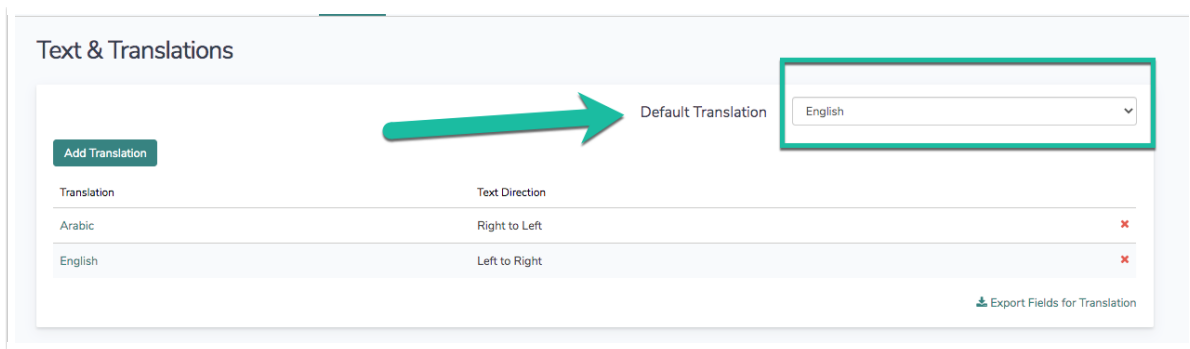 Text & Translations
Default Translation English
Add Translation
Translation Text Direction
Arabic Right to Left
English Left to Right
Export Fields for Translation